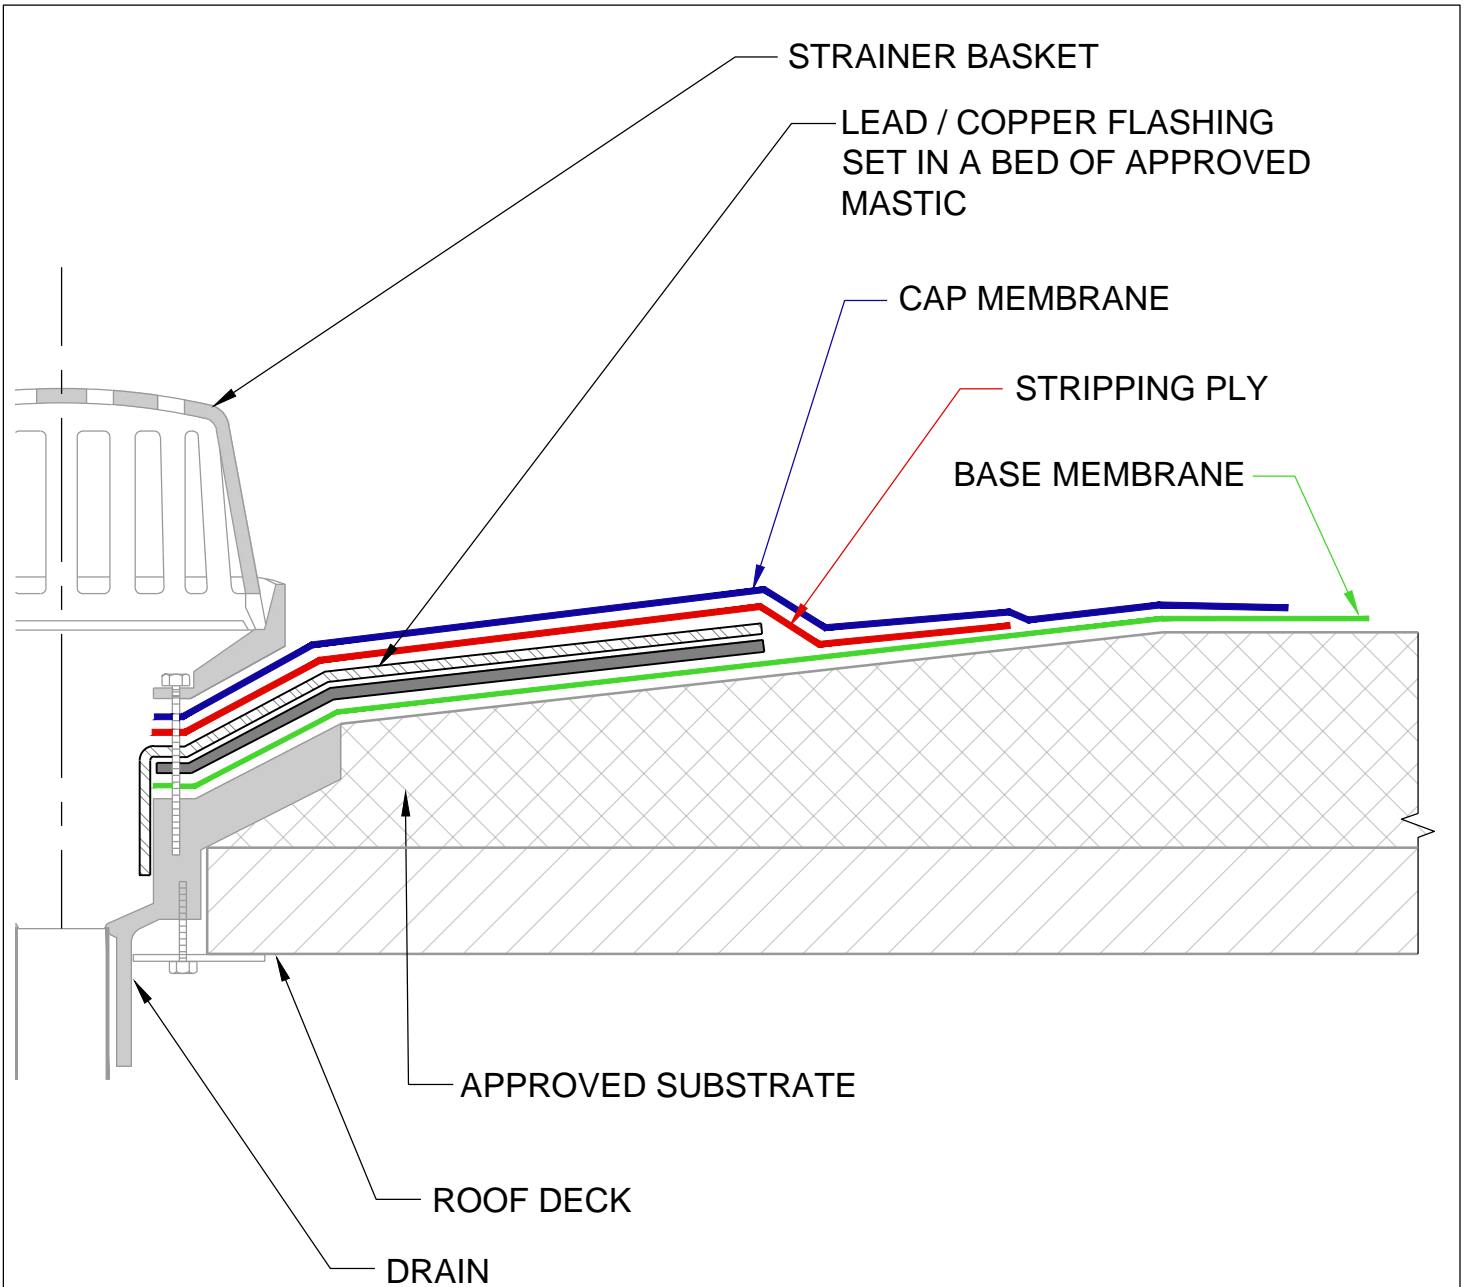 STRAINER BASKET
LEAD / COPPER FLASHING
SET IN A BED OF APPROVED
MASTIC
CAP MEMBRANE
STRIPPING PLY
BASE MEMBRANE
APPROVED SUBSTRATE
ROOF DECK
DRAIN